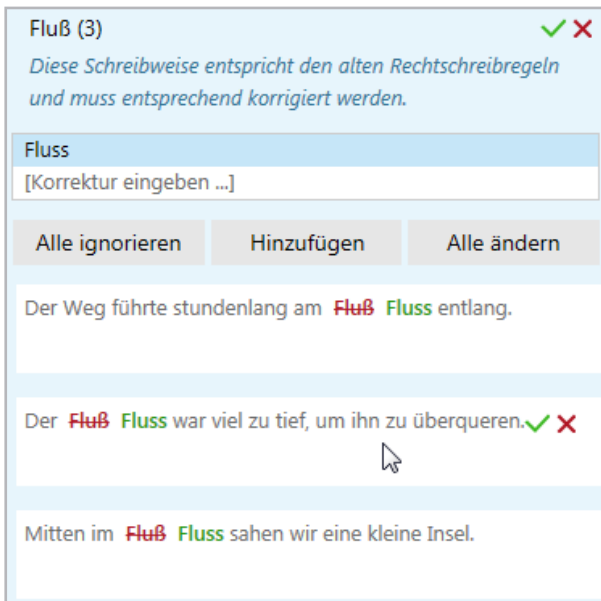 Fluß (3)
Diese Schreibweise entspricht den alten Rechtschreibregeln
und muss entsprechend korrigiert werden.
Fluss
[Korrektur eingeben ...]
Alle ignorieren Hinzufügen Alle ändern
Der Weg führte stundenlang am Fluß Fluss entlang.
Der Fluß Fluss war viel zu tief, um ihn zu überqueren.
Mitten im Fluß Fluss sahen wir eine kleine Insel.